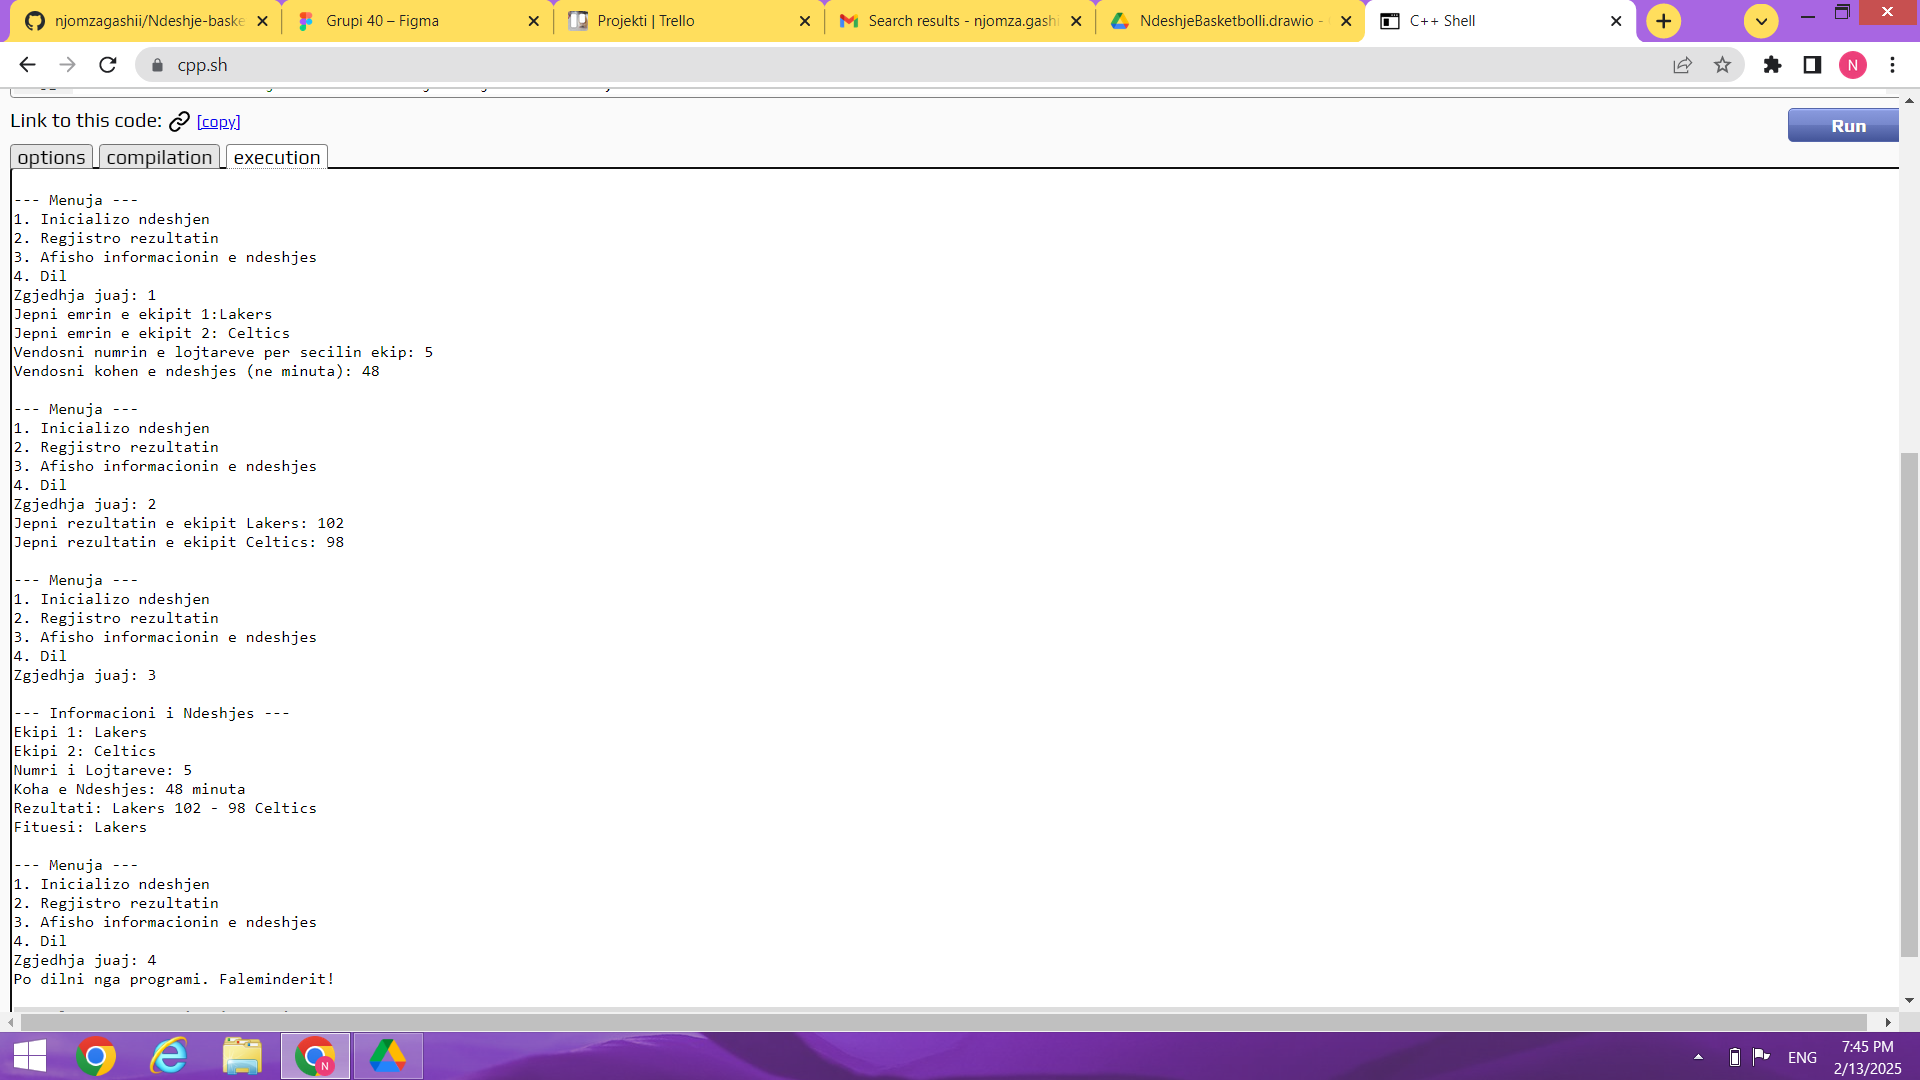 njomzagashii/Ndeshje-baske
Grupi 40 – Figma
Projekti | Trello
Search results - njomza.gashi
NdeshjeBasketbolli.drawio -
C++ Shell
cpp.sh
N
Link to this code: [copy]
Run
options compilation execution
--- Menuja ---
1. Inicializo ndeshjen
2. Regjistro rezultatin
3. Afisho informacionin e ndeshjes
4. Dil
Zgjedhja juaj: 1
Jepni emrin e ekipit 1:Lakers
Jepni emrin e ekipit 2: Celtics
Vendosni numrin e lojtareve per secilin ekip: 5
Vendosni kohen e ndeshjes (ne minuta): 48
--- Menuja ---
1. Inicializo ndeshjen
2. Regjistro rezultatin
3. Afisho informacionin e ndeshjes
4. Dil
Zgjedhja juaj: 2
Jepni rezultatin e ekipit Lakers: 102
Jepni rezultatin e ekipit Celtics: 98
--- Menuja ---
1. Inicializo ndeshjen
2. Regjistro rezultatin
3. Afisho informacionin e ndeshjes
4. Dil
Zgjedhja juaj: 3
--- Informacioni i Ndeshjes ---
Ekipi 1: Lakers
Ekipi 2: Celtics
Numri i Lojtareve: 5
Koha e Ndeshjes: 48 minuta
Rezultati: Lakers 102 - 98 Celtics
Fituesi: Lakers
--- Menuja ---
1. Inicializo ndeshjen
2. Regjistro rezultatin
3. Afisho informacionin e ndeshjes
4. Dil
Zgjedhja juaj: 4
Po dilni nga programi. Faleminderit!
N
ENG
7:45 PM
2/13/2025